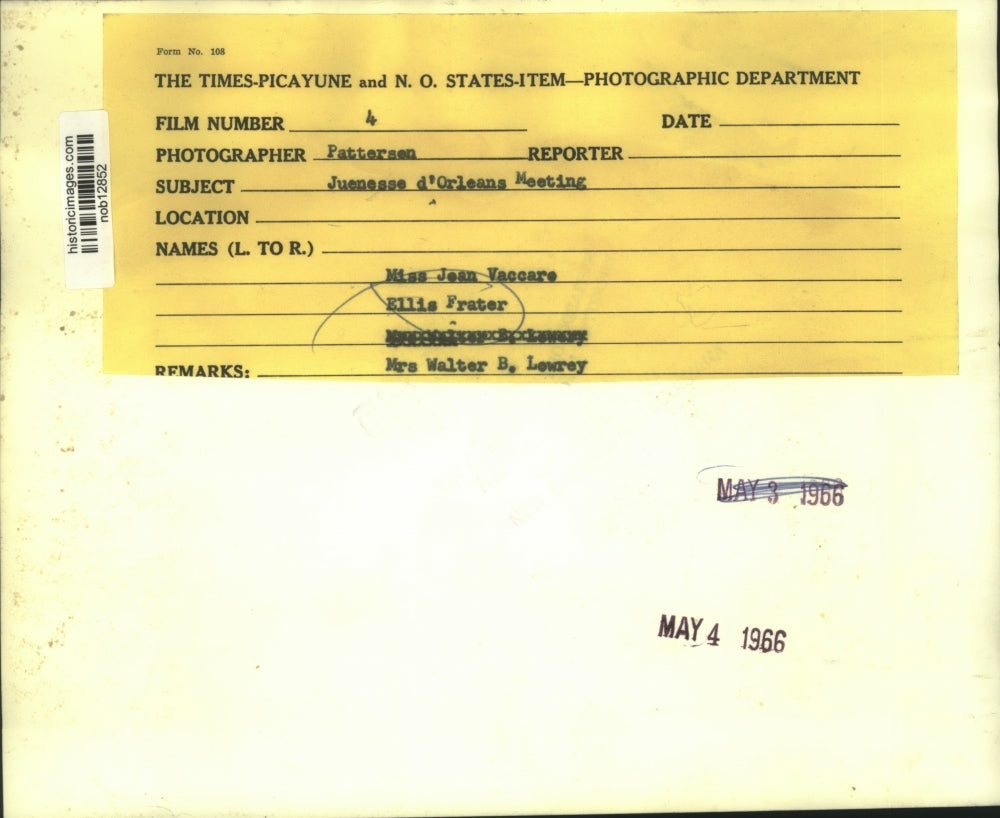 Form No. 108
THE TIMES-PICAYUNE and N. O. STATES-ITEM—PHOTOGRAPHIC DEPARTMENT
FILM NUMBER 4 DATE
PHOTOGRAPHER Patterson REPORTER
SUBJECT Juenesse d'Orleans Meeting
LOCATION
NAMES (L. TO R.)
Miss Jean Vaccaro
Ellis Frater
Mrs Walter B. Lowrey
REMARKS:
historicimages.com
nob12852
MAY 3 1966
MAY 4 1966